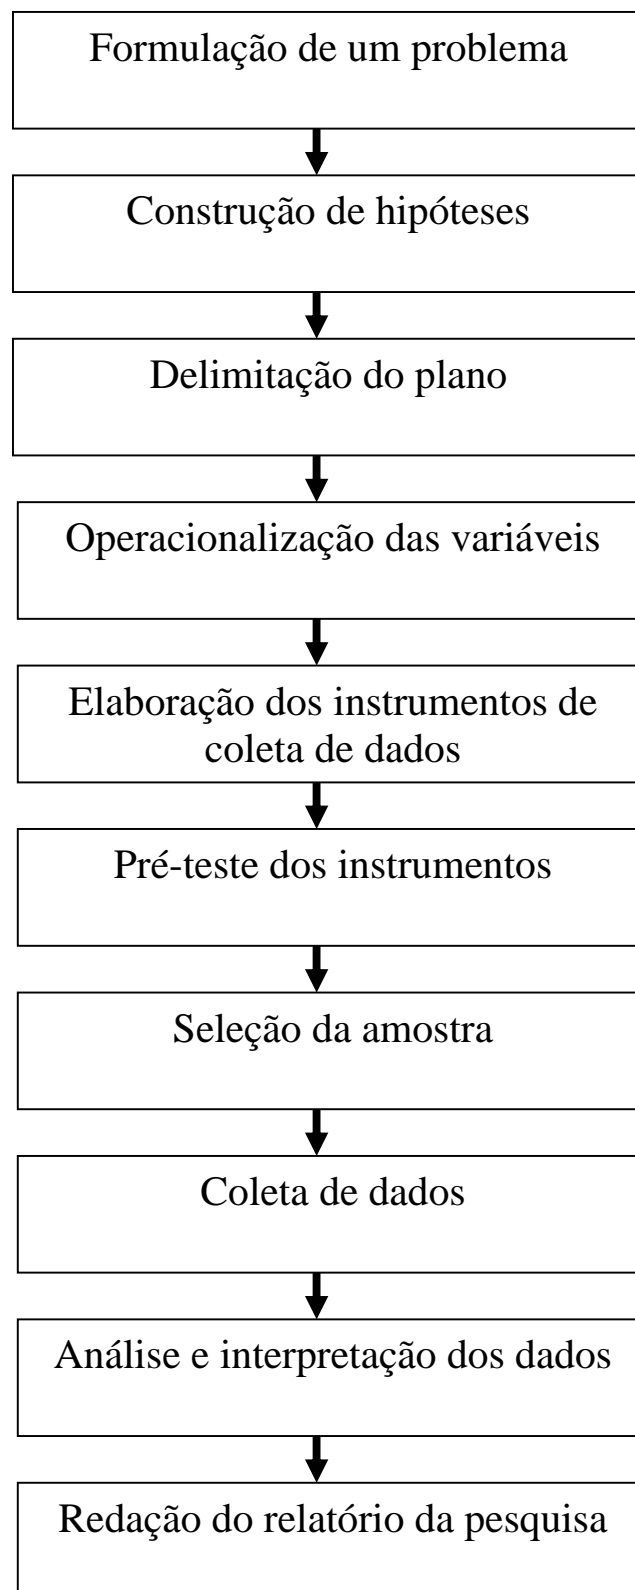 Formulação de um problema
Construção de hipóteses
Delimitação do plano
Operacionalização das variáveis
Elaboração dos instrumentos de
coleta de dados
Pré-teste dos instrumentos
Seleção da amostra
Coleta de dados
Análise e interpretação dos dados
Redação do relatório da pesquisa